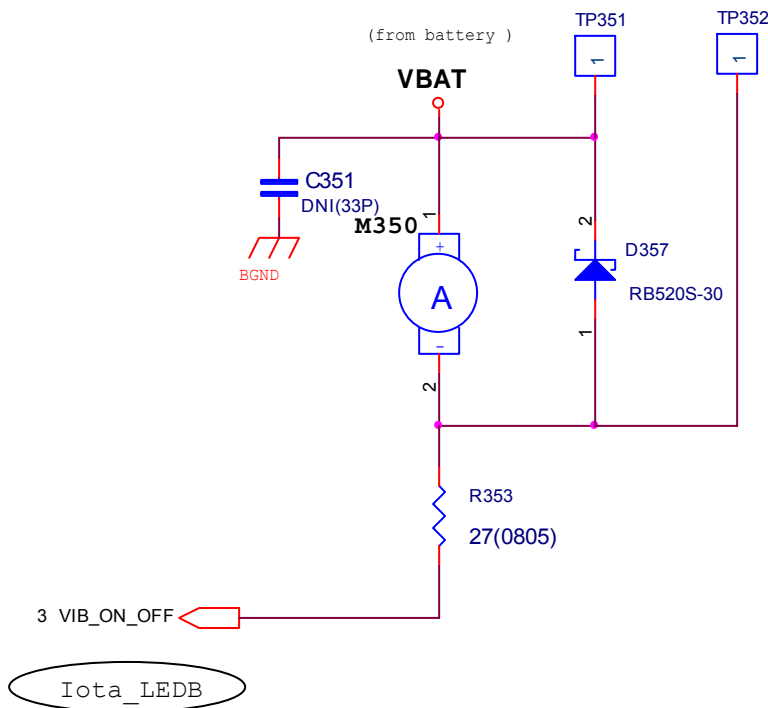 TP351
TP352
(from battery )
1
1
VBAT
C351
DNI(33P)
1
M350
+
2
D357
BGND
A
RB520S-30
-
1
2
R353
27(0805)
3 VIB_ON_OFF
Iota_LEDB